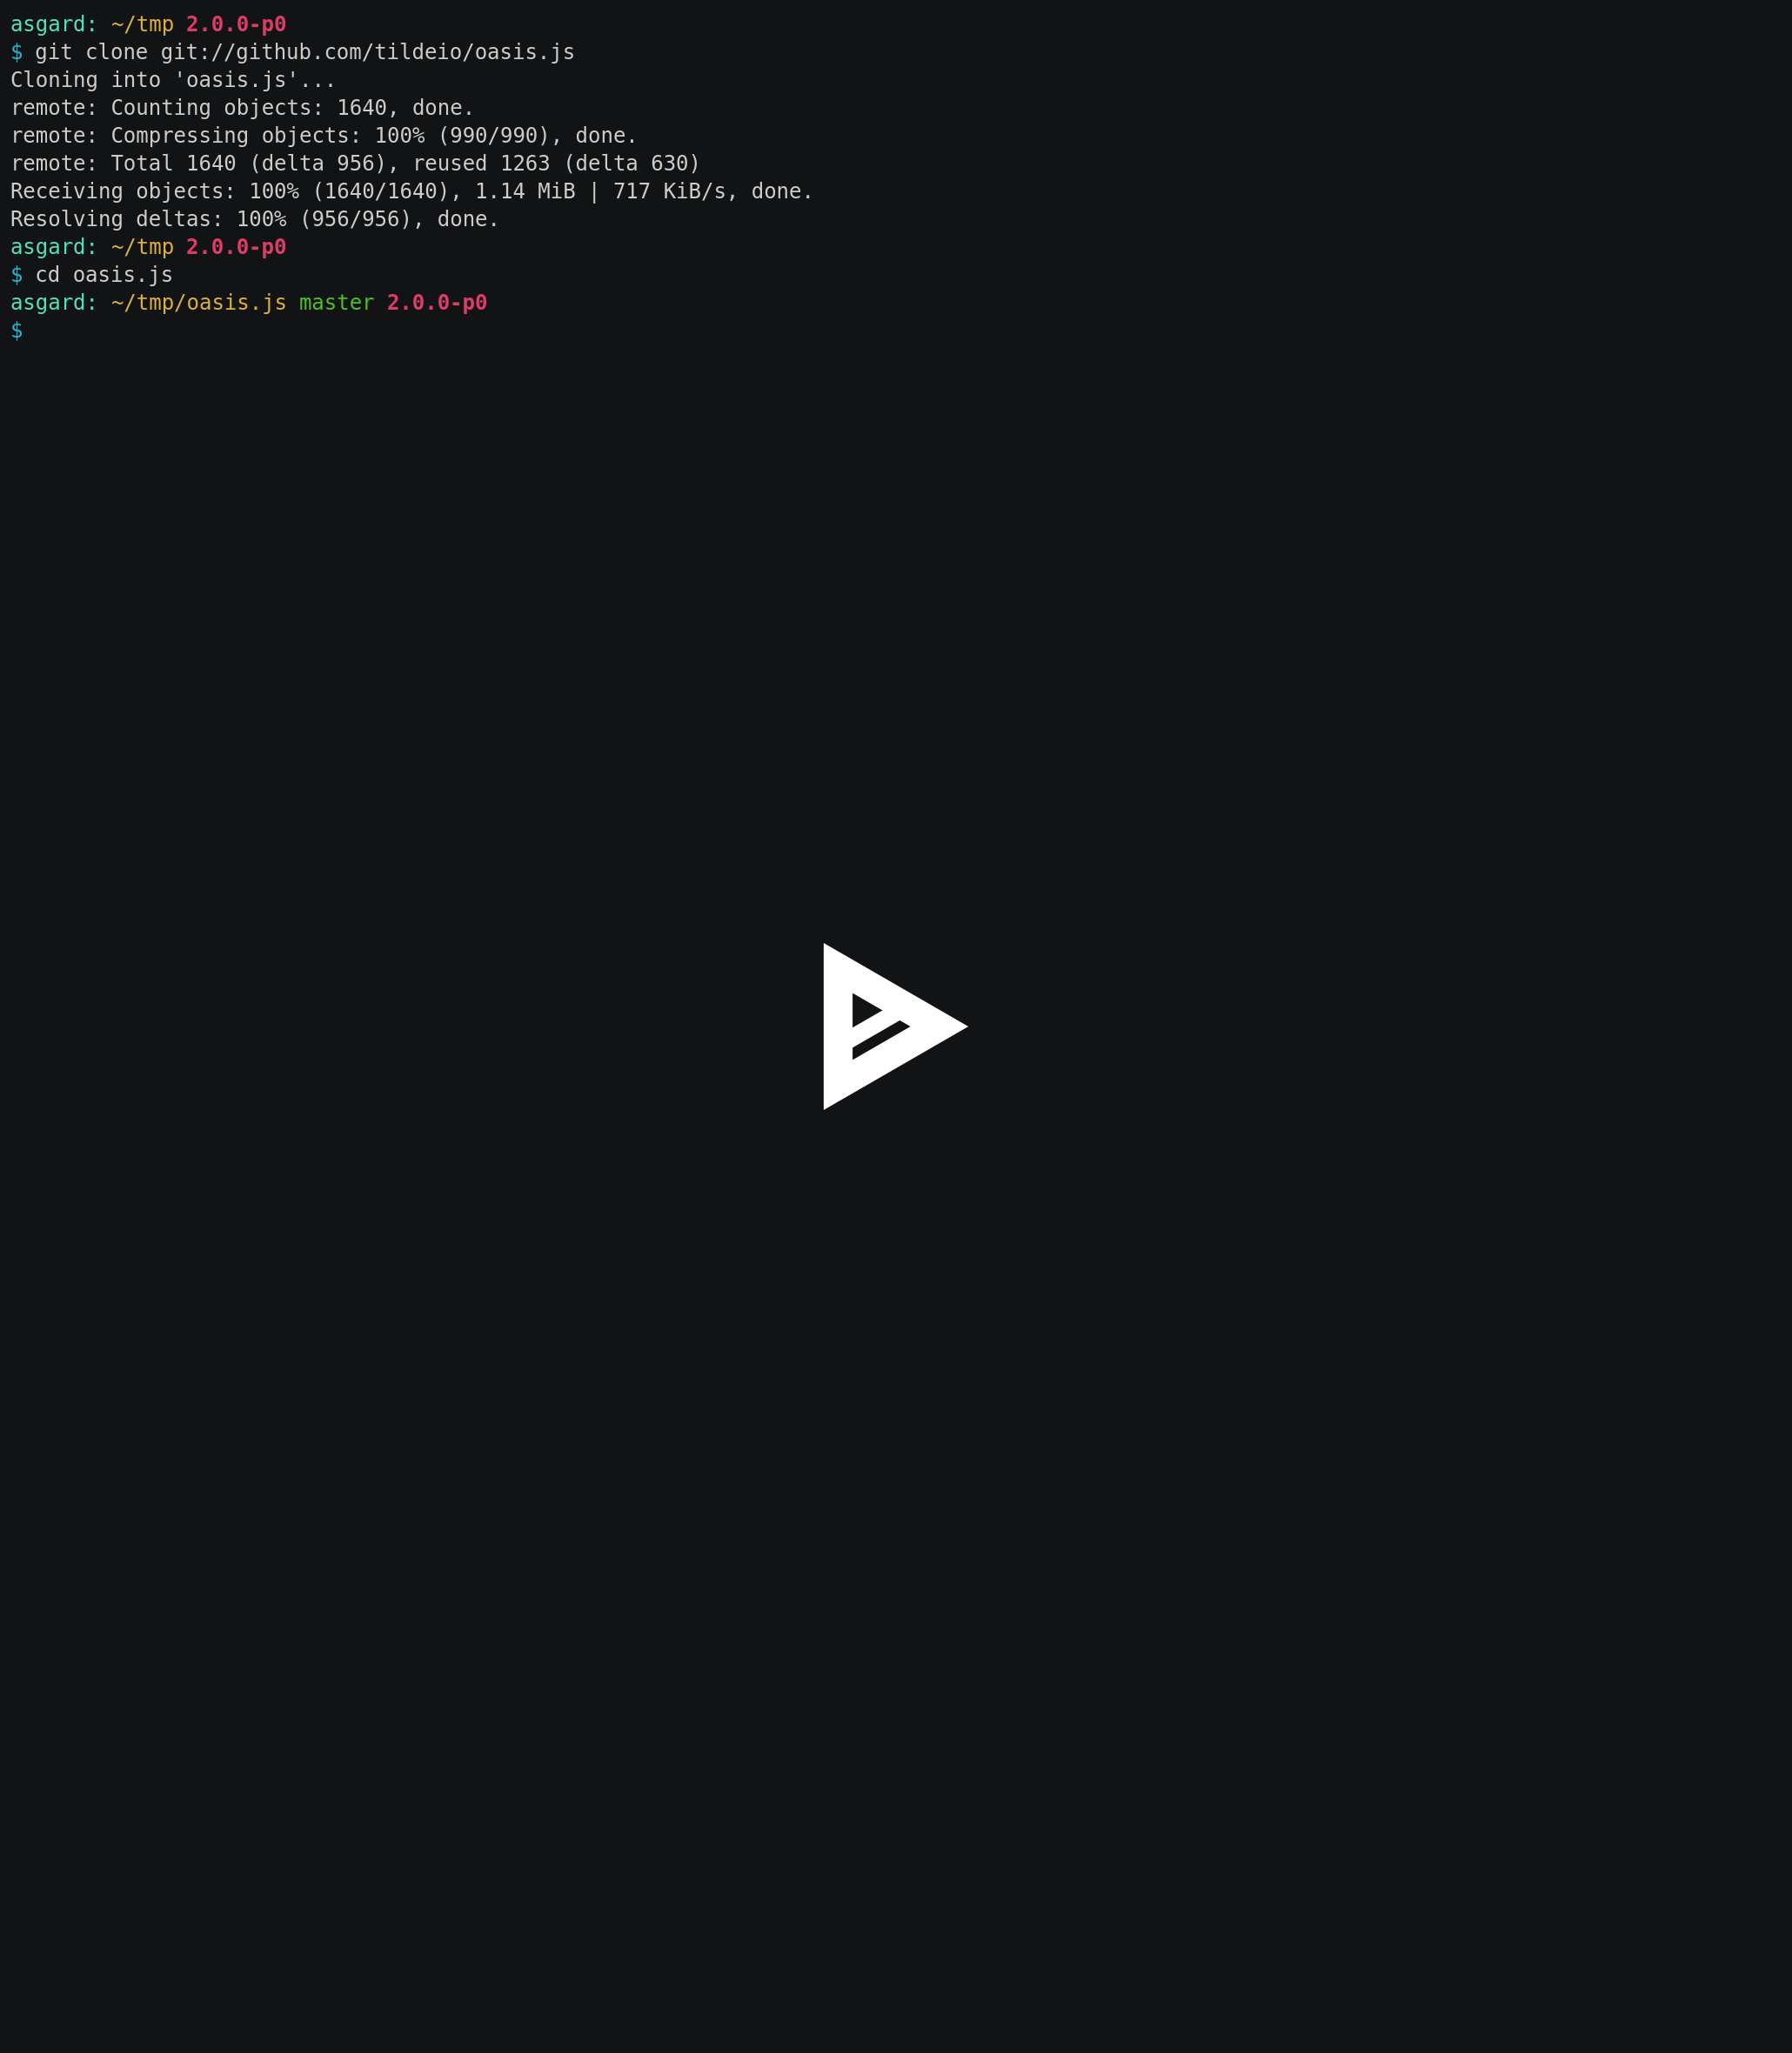 asgard: ~/tmp 2.0.0-p0
$ git clone git://github.com/tildeio/oasis.js
Cloning into 'oasis.js'...
remote: Counting objects: 1640, done.
remote: Compressing objects: 100% (990/990), done.
remote: Total 1640 (delta 956), reused 1263 (delta 630)
Receiving objects: 100% (1640/1640), 1.14 MiB | 717 KiB/s, done.
Resolving deltas: 100% (956/956), done.
asgard: ~/tmp 2.0.0-p0
$ cd oasis.js
asgard: ~/tmp/oasis.js master 2.0.0-p0
$